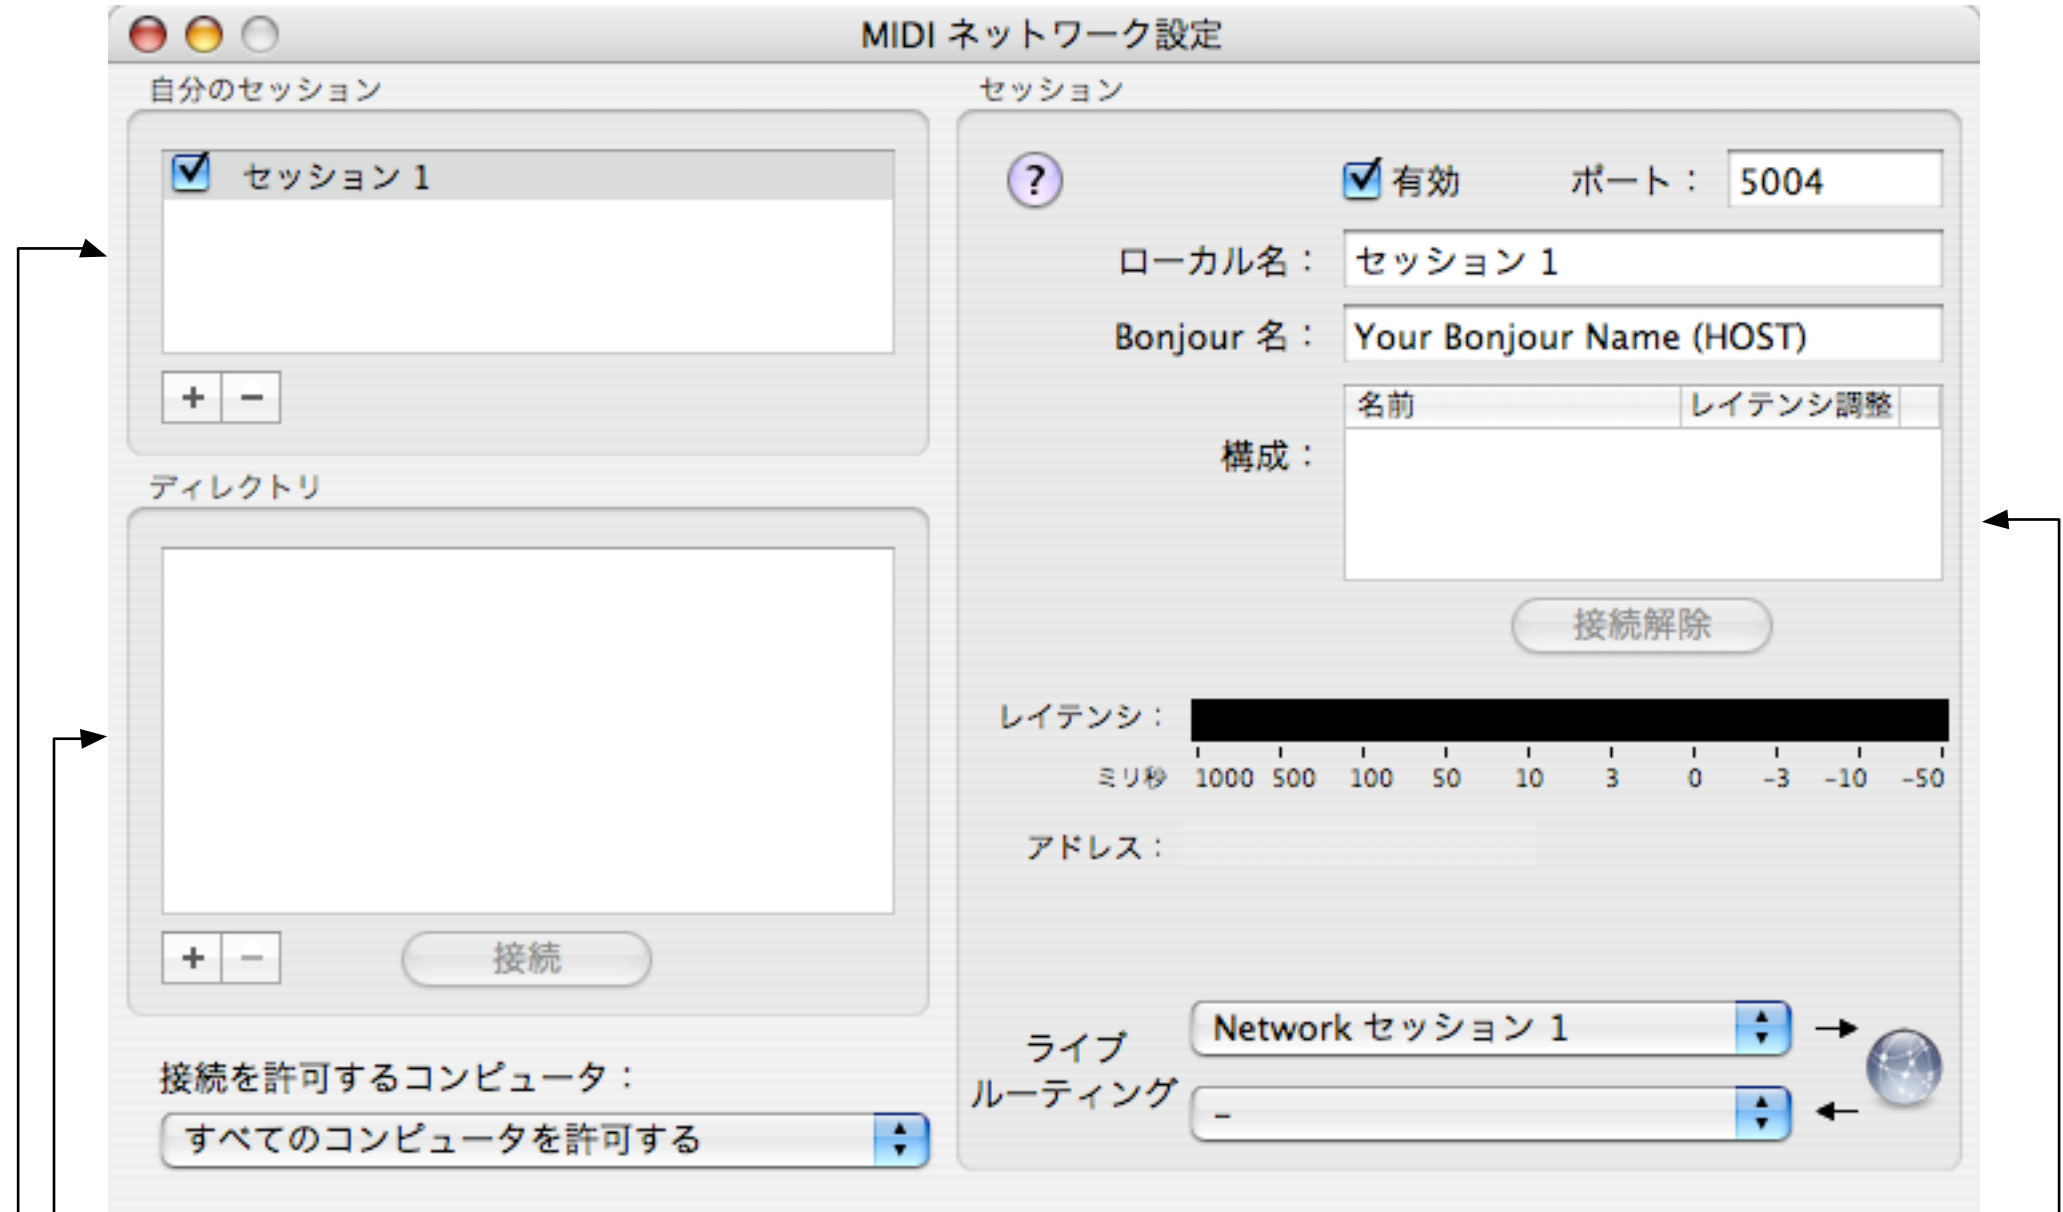 MIDI ネットワーク設定
自分のセッション
セッション 1
+ −
ディレクトリ
+ −
接続
接続を許可するコンピュータ：
すべてのコンピュータを許可する
セッション
?
有効 ポート： 5004
ローカル名： セッション 1
Bonjour 名： Your Bonjour Name (HOST)
名前 レイテンシ調整
構成：
接続解除
レイテンシ：
ミリ秒 1000 500 100 50 10 3 0 -3 -10 -50
アドレス：
ライブ
ルーティング
Network セッション 1
-